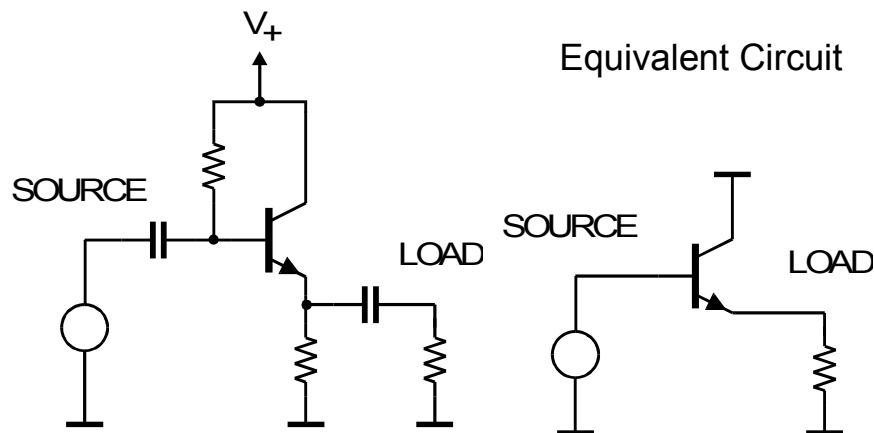 V+
Equivalent Circuit
SOURCE
LOAD
SOURCE
LOAD